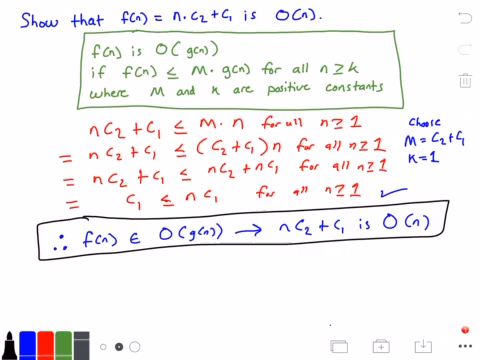 Show that f(n) = n·C₂ + C₁ is O(n).
f(n) is O(g(n))
if f(n) ≤ M·g(n) for all n ≥ k
where M and k are positive constants
nC₂ + C₁ ≤ M·n for all n ≥ 1
= nC₂ + C₁ ≤ (C₂ + C₁)n for all n ≥ 1
= nC₂ + C₁ ≤ nC₂ + nC₁ for all n ≥ 1
= C₁ ≤ nC₁ for all n ≥ 1 ✓
choose
M = C₂ + C₁
k = 1
∴ f(n) ∈ O(g(n)) → nC₂ + C₁ is O(n)